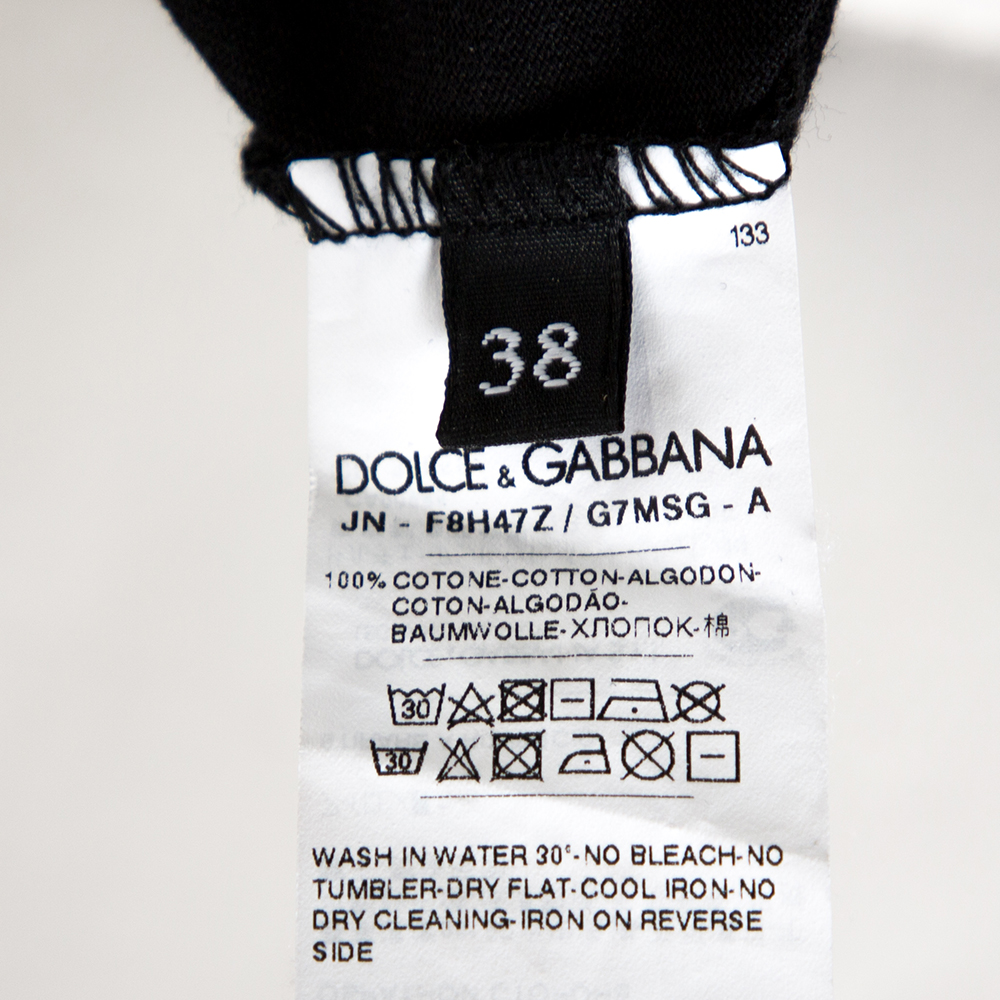 133
38
DOLCE & GABBANA
JN - F8H47Z / G7MSG - A
100% COTONE-COTTON-ALGODON-
COTON-ALGODÃO-
BAUMWOLLE-ХЛОПОК-棉
30
30
WASH IN WATER 30°-NO BLEACH-NO
TUMBLER-DRY FLAT-COOL IRON-NO
DRY CLEANING-IRON ON REVERSE
SIDE